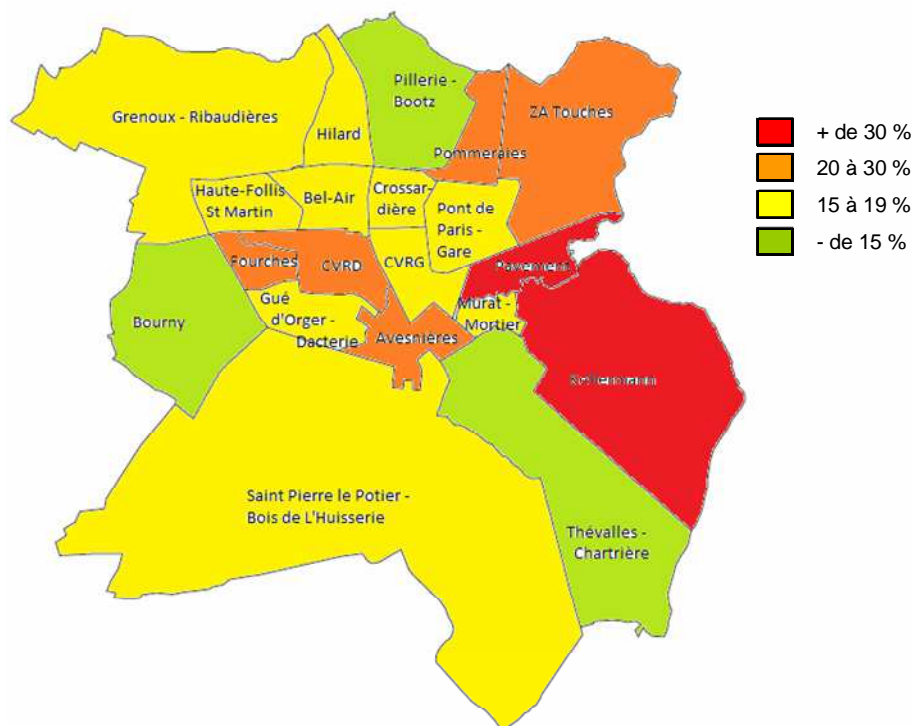 Pillerie -
Bootz
Grenoux - Ribaudières
ZA Touches
Hilard
Pommeraies
Haute-Follis
St Martin
Bel-Air
Crossar-
dière
Pont de
Paris -
Gare
Fourches
CVRD
CVRG
Pavement
Gué
d'Orger -
Dacterie
Murat -
Mortier
Bourny
Avesnières
Kellermann
Saint Pierre le Potier -
Bois de L'Huisserie
Thévalles -
Chartrière
+ de 30 %
20 à 30 %
15 à 19 %
- de 15 %